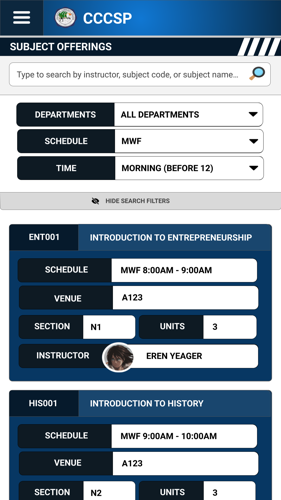 CCCSP
SUBJECT OFFERINGS
Type to search by instructor, subject code, or subject name...
DEPARTMENTS ALL DEPARTMENTS
SCHEDULE MWF
TIME MORNING (BEFORE 12)
HIDE SEARCH FILTERS
ENT001 INTRODUCTION TO ENTREPRENEURSHIP
SCHEDULE MWF 8:00AM - 9:00AM
VENUE A123
SECTION N1 UNITS 3
INSTRUCTOR EREN YEAGER
HIS001 INTRODUCTION TO HISTORY
SCHEDULE MWF 9:00AM - 10:00AM
VENUE A123
SECTION N2 UNITS 3